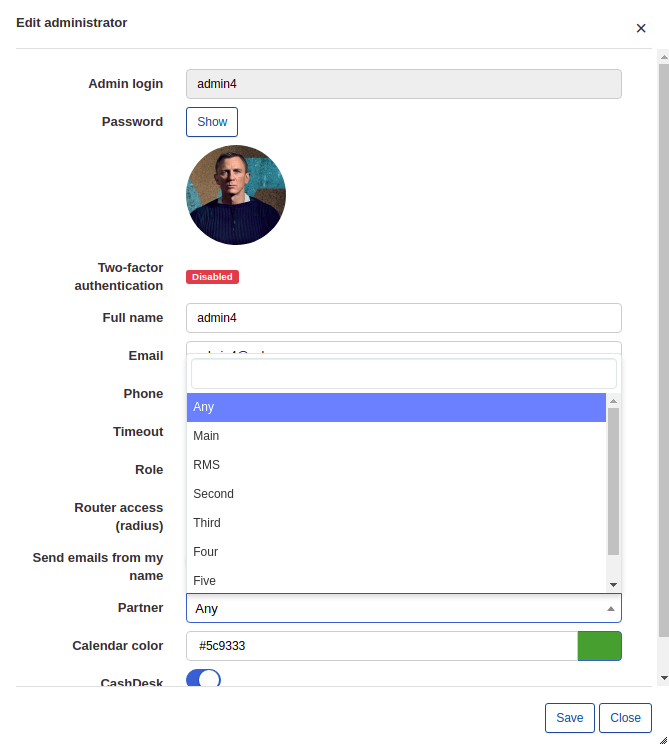 Edit administrator
×
Admin login
admin4
Password
Show
Two-factor
authentication
Disabled
Full name
admin4
Email
Phone
Any
Timeout
Main
Role
RMS
Second
Router access
(radius)
Third
Four
Send emails from my
name
Five
Partner
Any
Calendar color
#5c9333
CashDesk
Save
Close